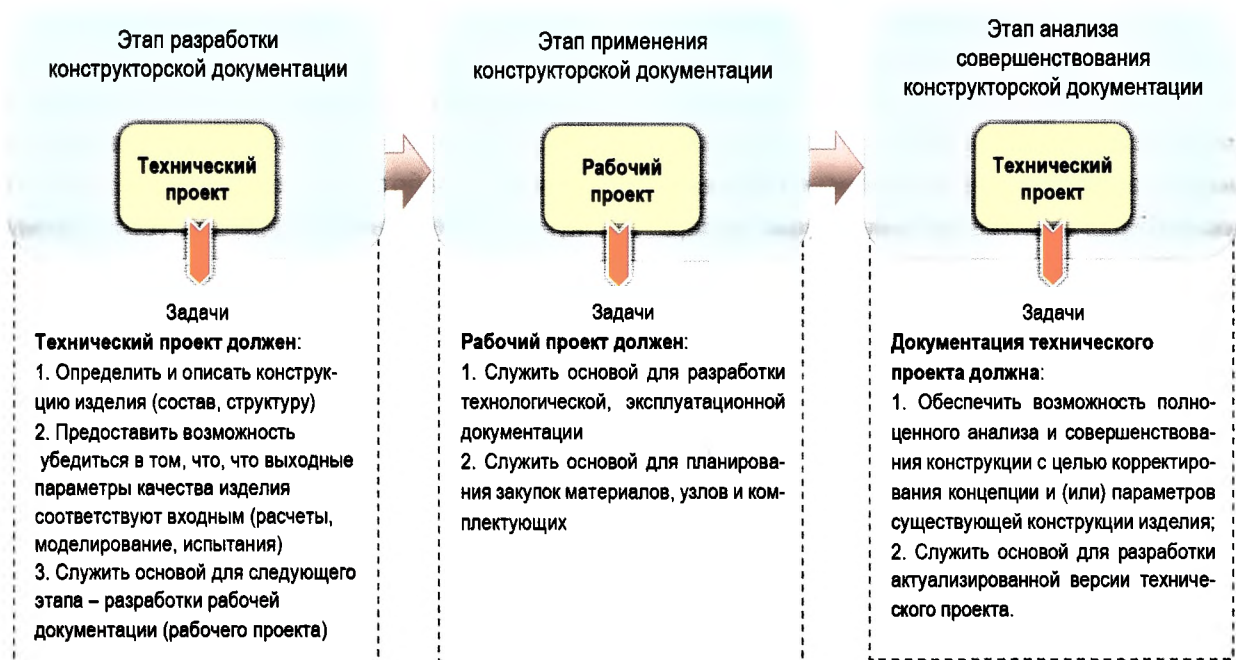 Этап разработки
конструкторской документации
Технический
проект
Задачи
Технический проект должен:
1. Определить и описать конструк-
цию изделия (состав, структуру)
2. Предоставить возможность
убедиться в том, что, что выходные
параметры качества изделия
соответствуют входным (расчеты,
моделирование, испытания)
3. Служить основой для следующего
этапа – разработки рабочей
документации (рабочего проекта)
Этап применения
конструкторской документации
Рабочий
проект
Задачи
Рабочий проект должен:
1. Служить основой для разработки
технологической, эксплуатационной
документации
2. Служить основой для планирова-
ния закупок материалов, узлов и ком-
плектующих
Этап анализа
совершенствования
конструкторской документации
Технический
проект
Задачи
Документация технического
проекта должна:
1. Обеспечить возможность полно-
ценного анализа и совершенствова-
ния конструкции с целью корректиро-
вания концепции и (или) параметров
существующей конструкции изделия;
2. Служить основой для разработки
актуализированной версии техниче-
ского проекта.